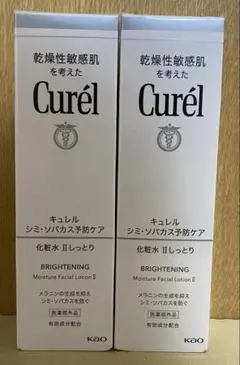 乾燥性敏感肌
を考えた
Curél
キュレル
シミ・ソバカス予防ケア
化粧水 IIしっとり
BRIGHTENING
Moisture Facial Lotion II
メラニンの生成を抑え
シミ・ソバカスを防ぐ
医薬部外品
有効成分配合
Kao
乾燥性敏感肌
を考えた
Curél
キュレル
シミ・ソバカス予防ケア
化粧水 IIしっとり
BRIGHTENING
Moisture Facial Lotion II
メラニンの生成を抑え
シミ・ソバカスを防ぐ
医薬部外品
有効成分配合
Kao